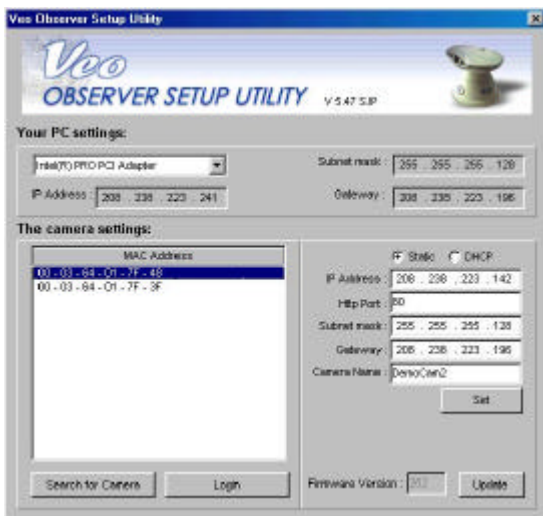 Veo Observer Setup Utility
Veo
OBSERVER SETUP UTILITY V 5.47 SJP
Your PC settings:
Intel(R) PRO PCI Adapter
Subnet mask : 255 . 255 . 255 . 128
IP Address : 208 . 238 . 223 . 241
Gateway : 208 . 238 . 223 . 196
The camera settings:
MAC Address
00 - 03 - 64 - 01 - 7F - 48
00 - 03 - 64 - 01 - 7F - 3F
Static DHCP
IP Address : 208 . 238 . 223 . 142
Http Port : 80
Subnet mask : 255 . 255 . 255 . 128
Gateway : 208 . 238 . 223 . 196
Camera Name : DemoCam2
Set
Search for Camera
Login
Firmware Version :
Update